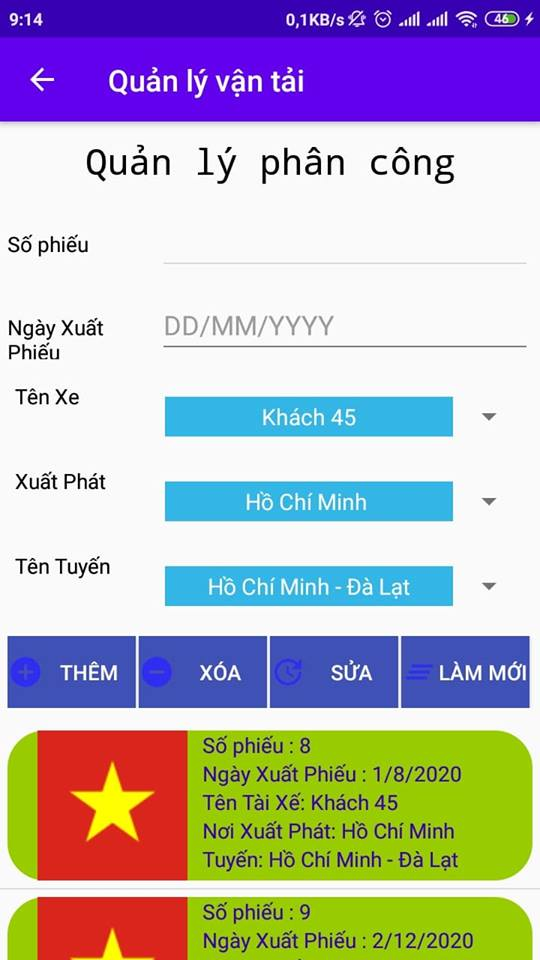 9:14
0,1KB/s
46
Quản lý vận tải
Quản lý phân công
Số phiếu
Ngày Xuất
Phiếu
DD/MM/YYYY
Tên Xe
Khách 45
Xuất Phát
Hồ Chí Minh
Tên Tuyến
Hồ Chí Minh - Đà Lạt
THÊM
XÓA
SỬA
LÀM MỚI
Số phiếu : 8
Ngày Xuất Phiếu : 1/8/2020
Tên Tài Xế: Khách 45
Nơi Xuất Phát: Hồ Chí Minh
Tuyến: Hồ Chí Minh - Đà Lạt
Số phiếu : 9
Ngày Xuất Phiếu : 2/12/2020